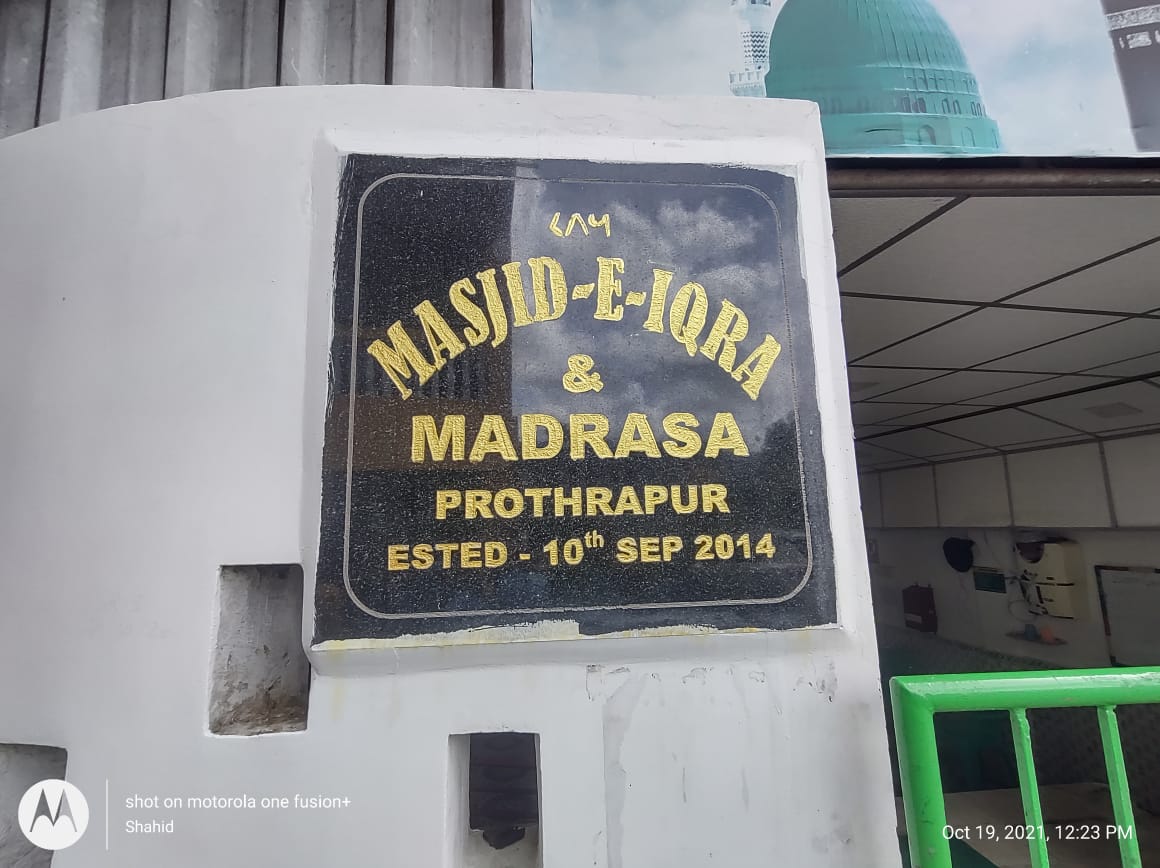 ۷۸۶
MASJID-E-IQRA
&
MADRASA
PROTHRAPUR
ESTED - 10th SEP 2014
shot on motorola one fusion+
Shahid
Oct 19, 2021, 12:23 PM